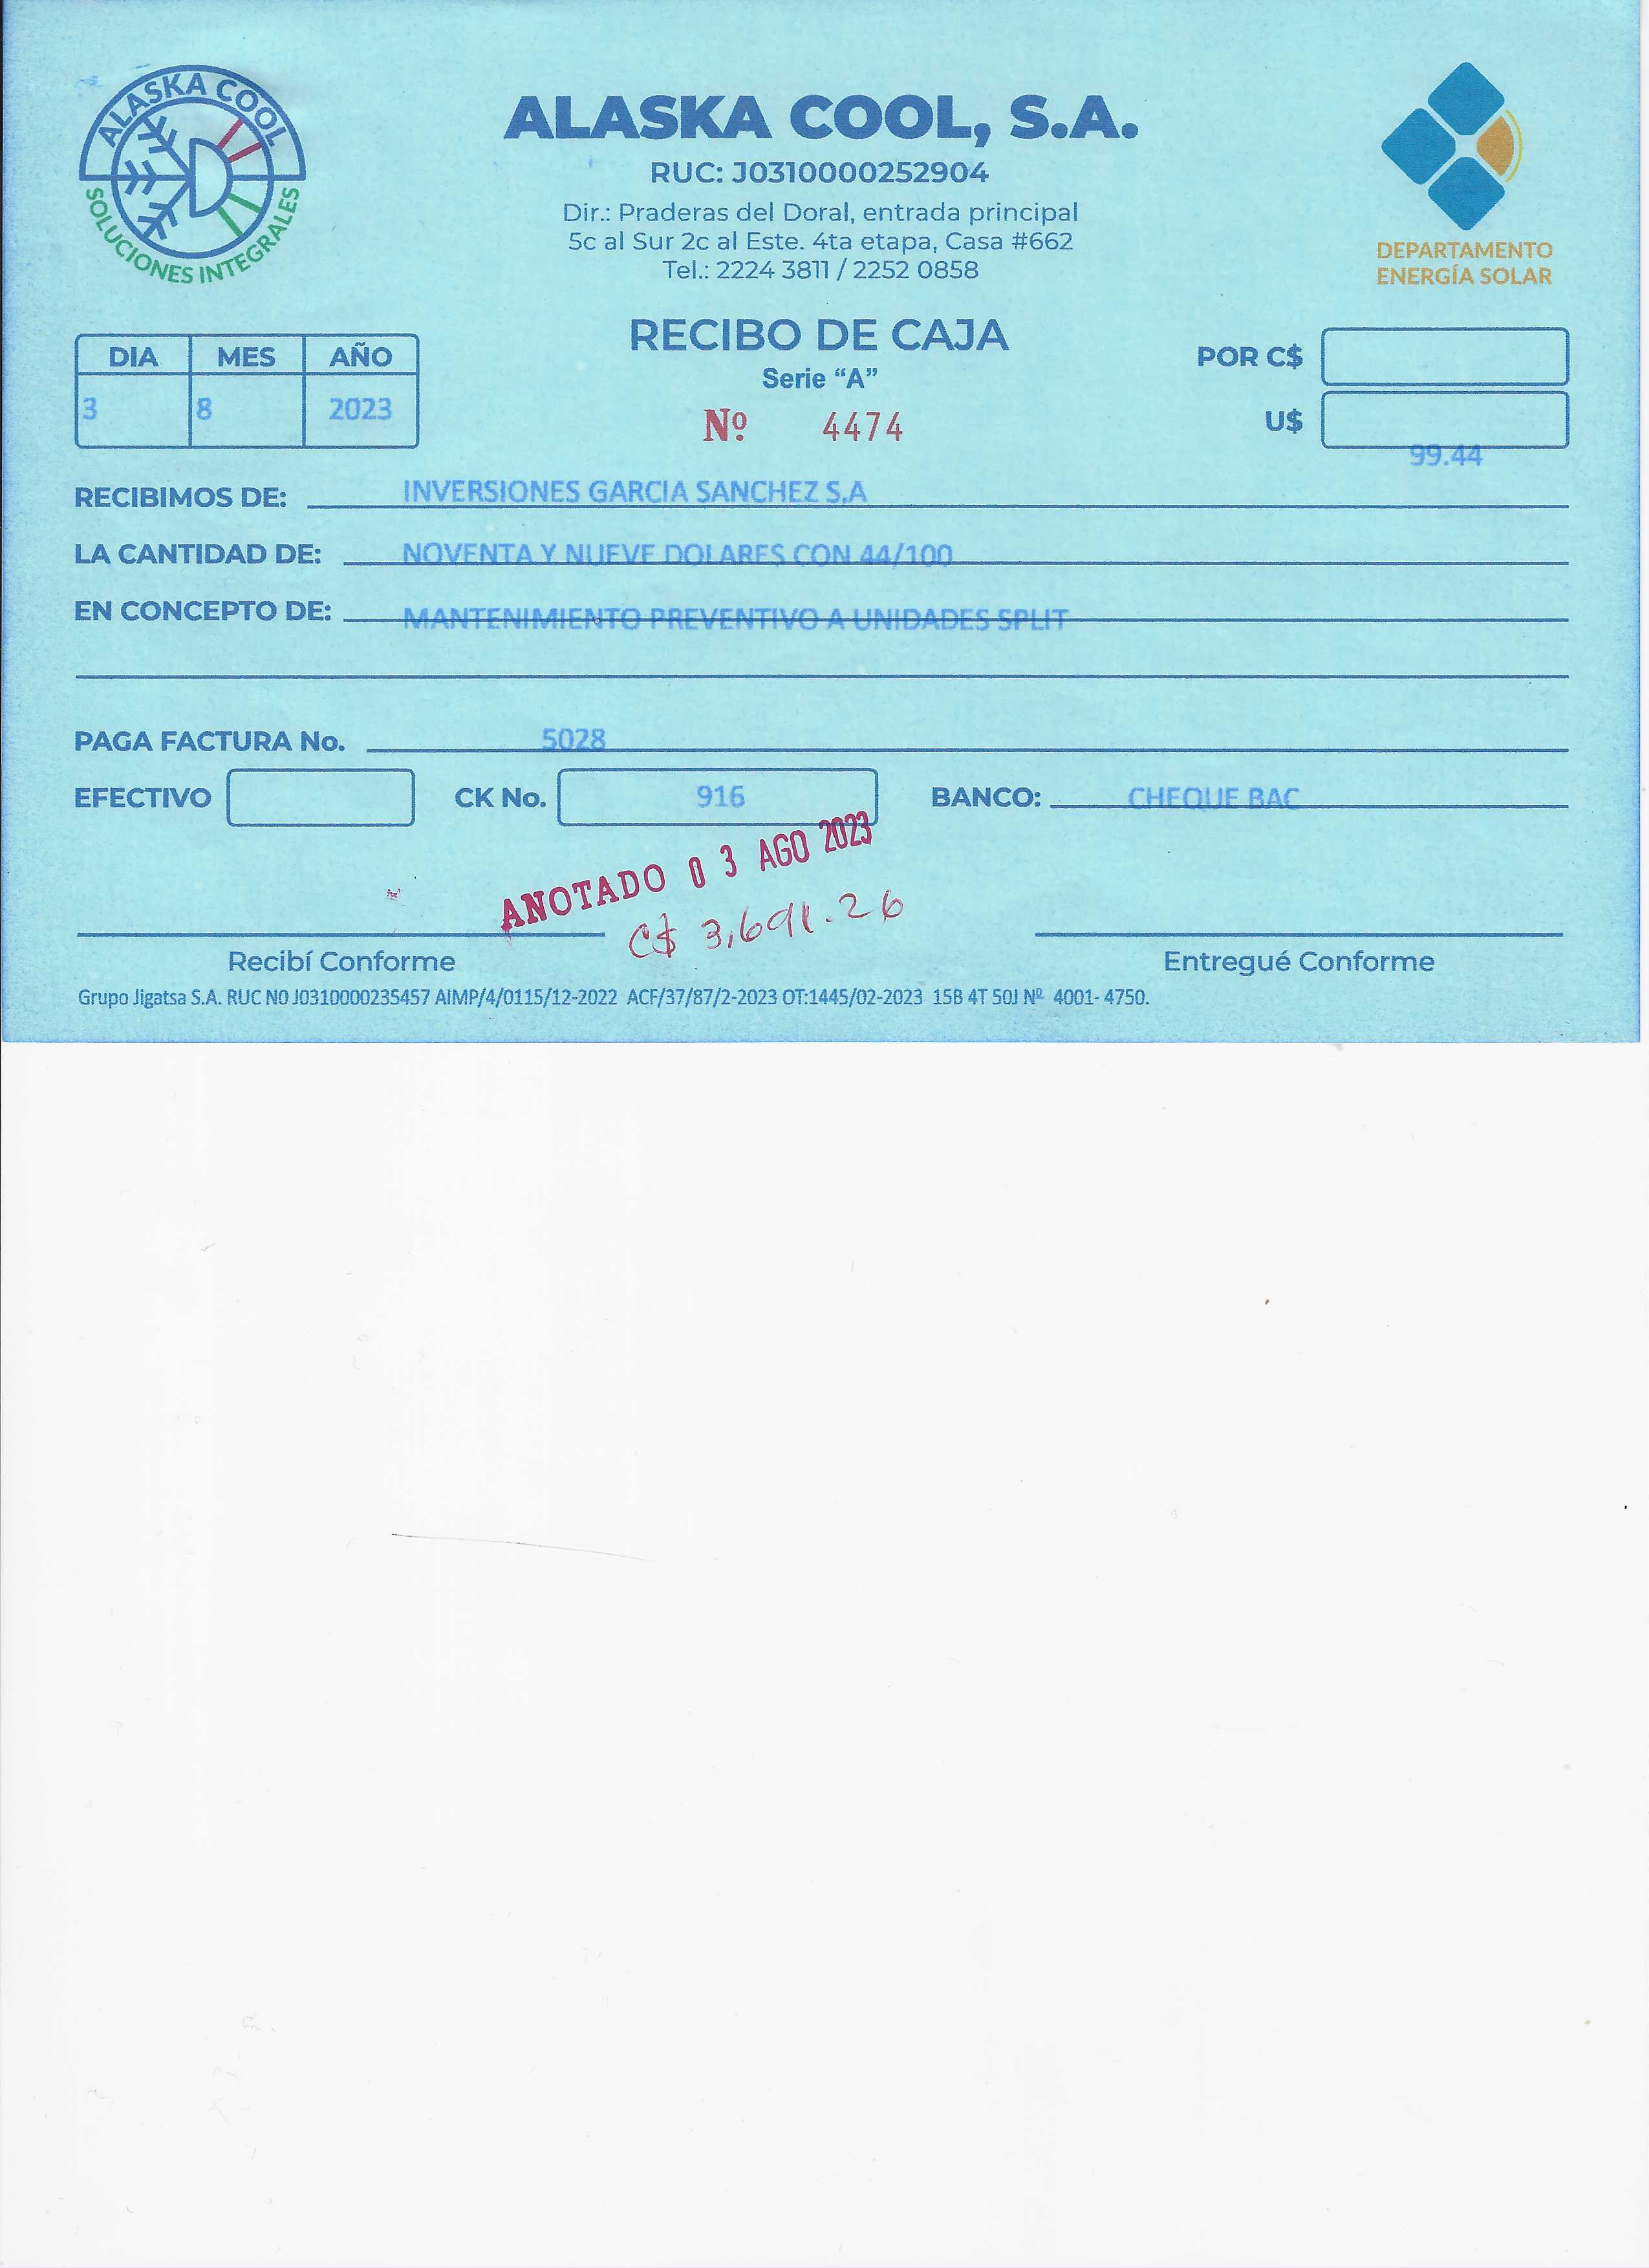 ALASKA COOL
SOLUCIONES INTEGRALES
ALASKA COOL, S.A.
RUC: J0310000252904
Dir.: Praderas del Doral, entrada principal
5c al Sur 2c al Este. 4ta etapa, Casa #662
Tel.: 2224 3811 / 2252 0858
DEPARTAMENTO
ENERGÍA SOLAR
RECIBO DE CAJA
Serie “A”
Nº 4474
DIA MES AÑO
3 8 2023
POR C$
U$ 99.44
RECIBIMOS DE: INVERSIONES GARCIA SANCHEZ S.A
LA CANTIDAD DE: NOVENTA Y NUEVE DOLARES CON 44/100
EN CONCEPTO DE: MANTENIMIENTO PREVENTIVO A UNIDADES SPLIT
PAGA FACTURA No. 5028
EFECTIVO CK No. 916 BANCO: CHEQUE BAC
ANOTADO 03 AGO 2023
C$ 3,691.26
Recibí Conforme
Entregué Conforme
Grupo Jigatsa S.A. RUC N0 J0310000235457 AIMP/4/0115/12-2022 ACF/37/87/2-2023 OT:1445/02-2023 15B 4T 50J Nº 4001- 4750.